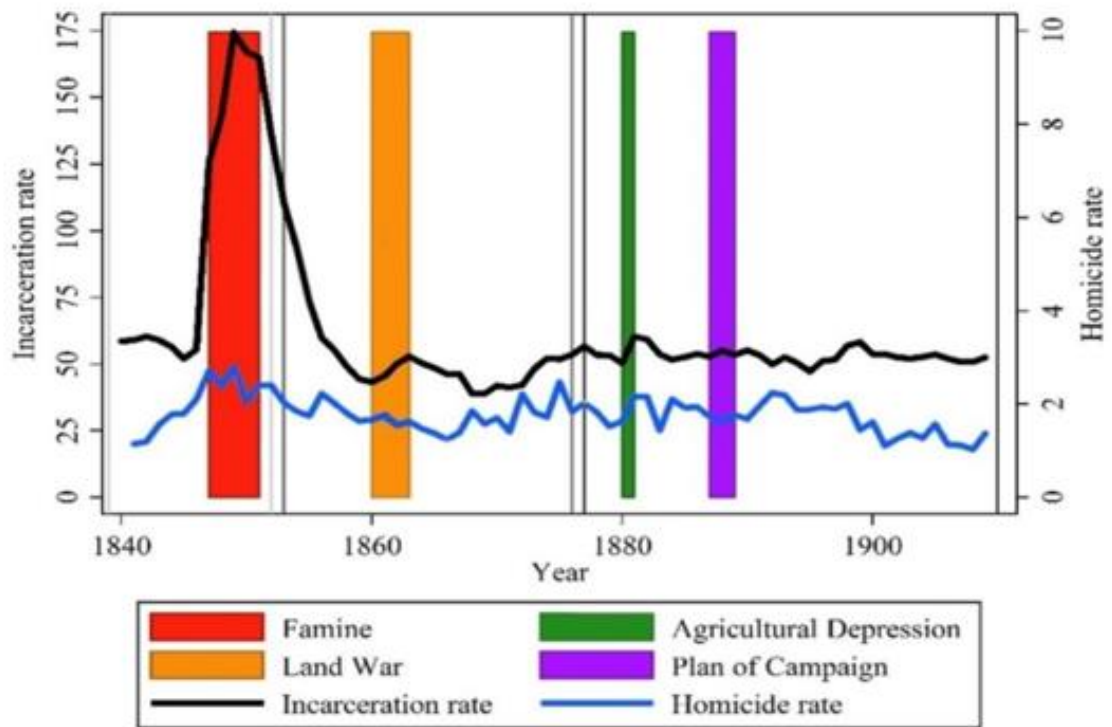 175
150
125
100
75
50
25
0
Incarceration rate
10
8
6
4
2
0
Homicide rate
1840 1860 1880 1900
Year
Famine Agricultural Depression
Land War Plan of Campaign
Incarceration rate Homicide rate